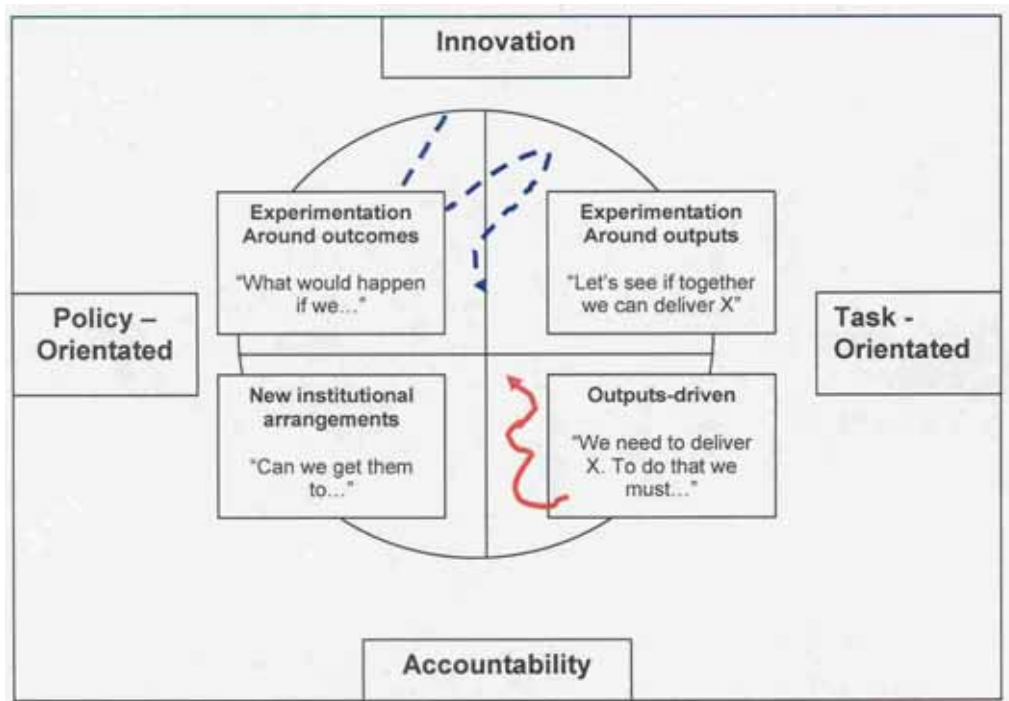 Innovation
Experimentation
Around outcomes
"What would happen
if we…"
Experimentation
Around outputs
"Let's see if together
we can deliver X"
Policy –
Orientated
Task -
Orientated
New institutional
arrangements
"Can we get them
to…"
Outputs-driven
"We need to deliver
X. To do that we
must…"
Accountability